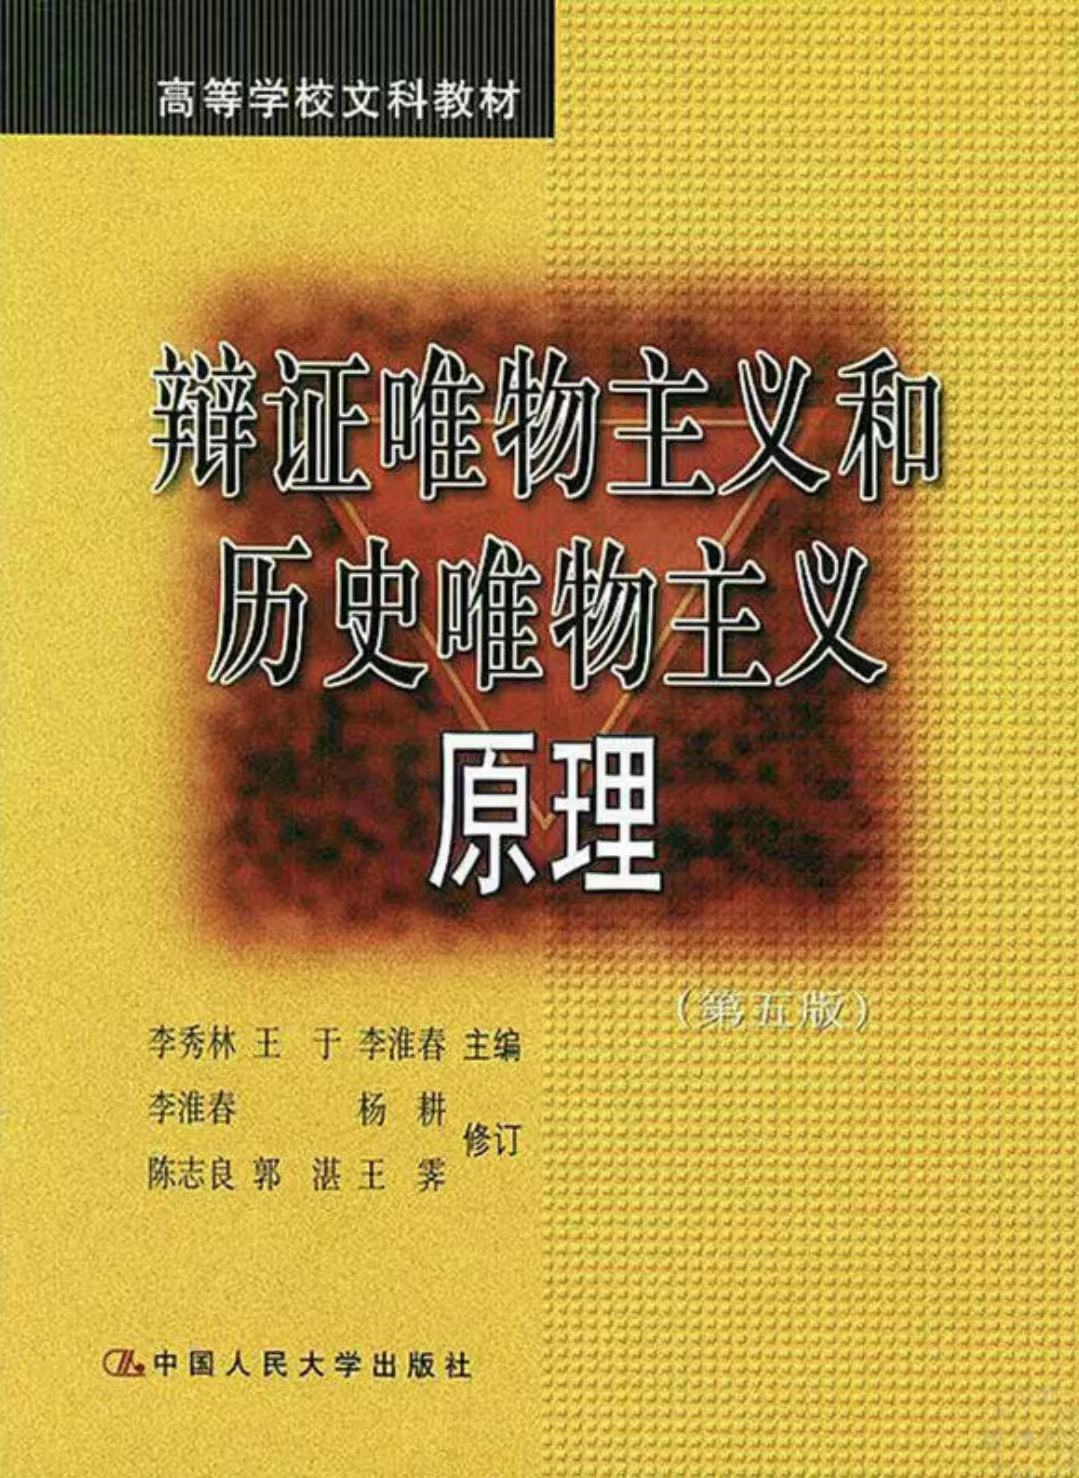 高等学校文科教材
辩证唯物主义和
历史唯物主义
原理
（第五版）
李秀林 王 于 李淮春 主编
李淮春 杨 耕
修订
陈志良 郭 湛 王 霁
中国人民大学出版社